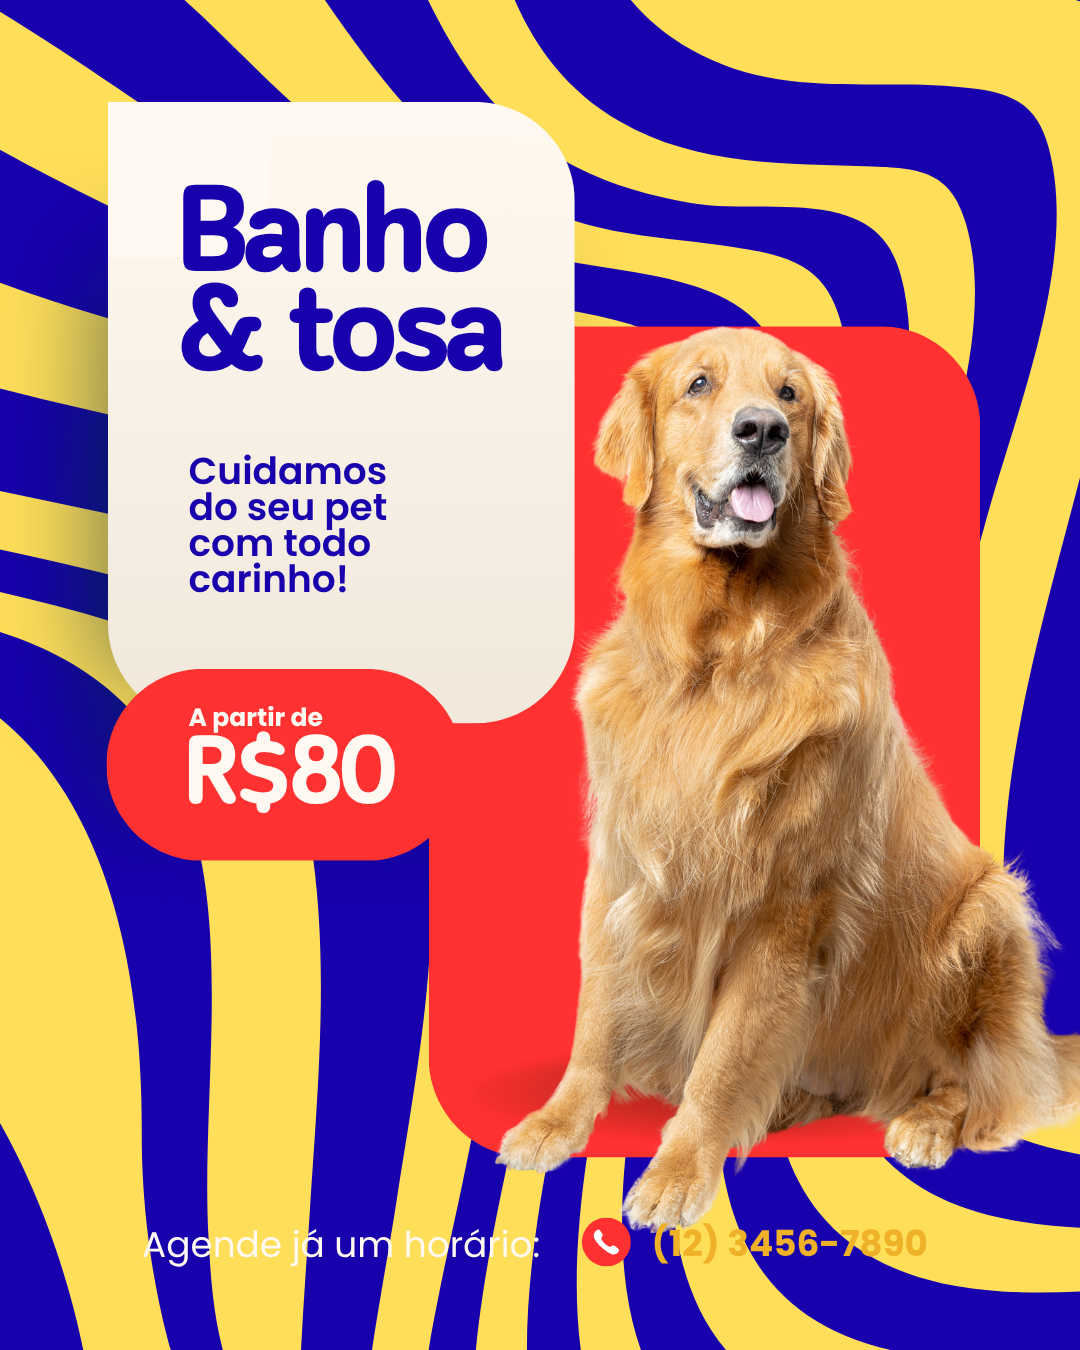 Banho
& tosa
Cuidamos
do seu pet
com todo
carinho!
A partir de
R$80
Agende já um horário:
(12) 3456-7890